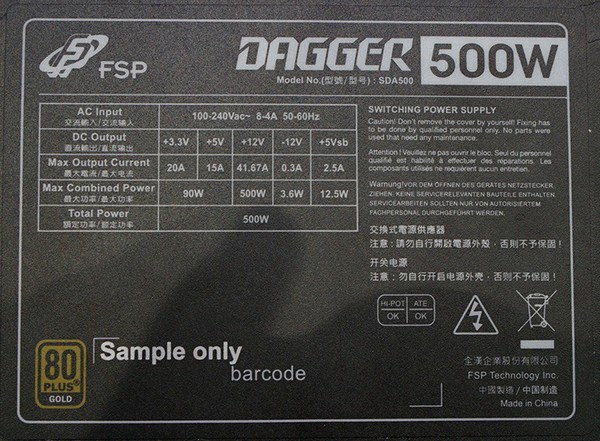 FSP
DAGGER 500W
Model No.(型號/型号) : SDA500
AC Input
交流輸入/交流输入
100-240Vac~ 8-4A 50-60Hz
DC Output
直流輸出/直流输出
+3.3V +5V +12V -12V +5Vsb
Max Output Current
最大電流/最大电流
20A 15A 41.67A 0.3A 2.5A
Max Combined Power
最大功率/最大功率
90W 500W 3.6W 12.5W
Total Power
額定功率/额定功率
500W
SWITCHING POWER SUPPLY
Caution! Don't remove the cover by yourself! Fixing has
to be done by qualified personnel only. No parts were
used that need any maintenance.
Attention ! Veuillez ne pas ouvrir le bloc. Seul du personnel
qualifié est habilité à effectuer des réparations. Les
composants utilisés ne requièrent aucun entretien.
Warnung!VOR DEM ÖFFNEN DES GERÄTES NETZSTECKER
ZIEHEN. KEINE SERVICERELEVANTEN BAUTEILE ENTHALTEN
SERVICEARBEITEN SOLLTEN NUR VON AUTORISIERTEM
FACHPERSONAL DURCHGEFÜHRT WERDEN.
交換式電源供應器
注意：請勿自行開啟電源外殼，否則不予保固！
开关电源
注意：勿自行开启电源外壳，否则不予保固！
HI-POT ATE
OK OK
80
PLUS®
GOLD
Sample only
barcode
全漢企業股份有限公司
FSP Technology Inc.
中國製造 / 中国制造
Made in China